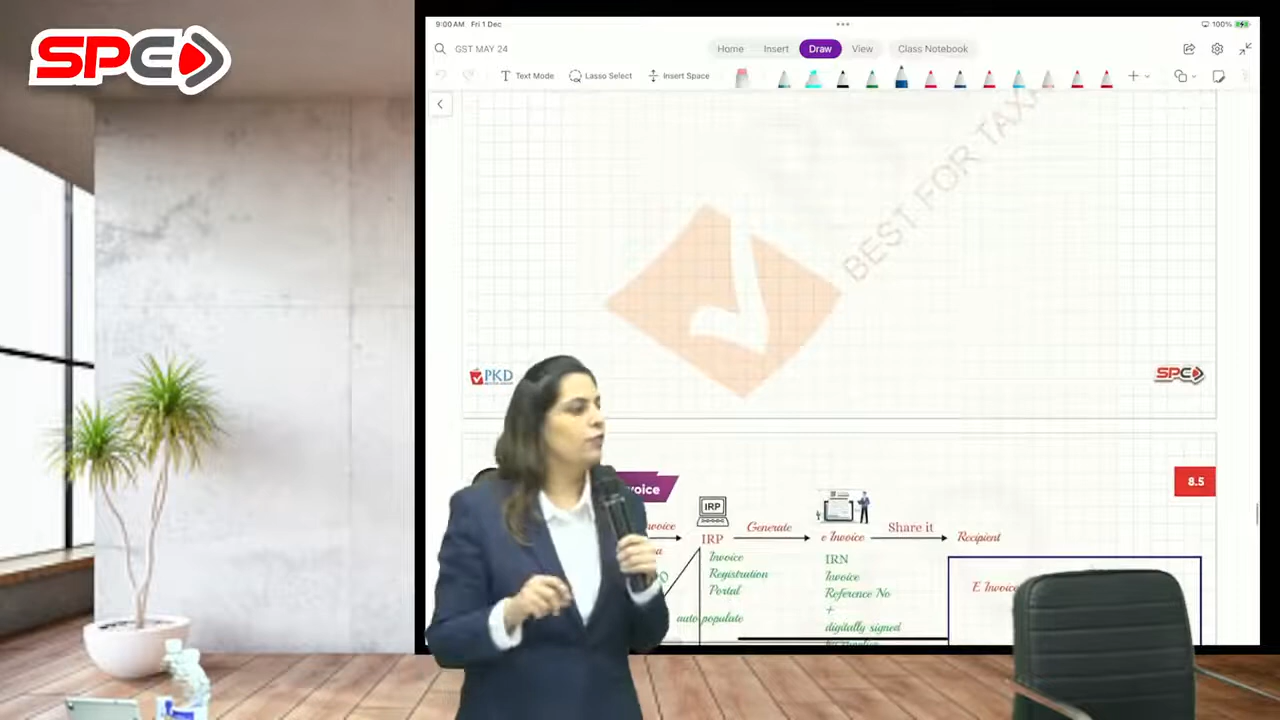 SPE
9:00 AM Fri 1 Dec
100%
GST MAY 24
Home Insert Draw View Class Notebook
Text Mode Lasso Select Insert Space
BEST FOR
PKD
SPE
voice
8.5
IRP
voice Generate Share it
IRP e Invoice Recipient
Invoice
Registration
Portal
IRN
Invoice
Reference No
+
digitally signed
auto populate
E Invoice